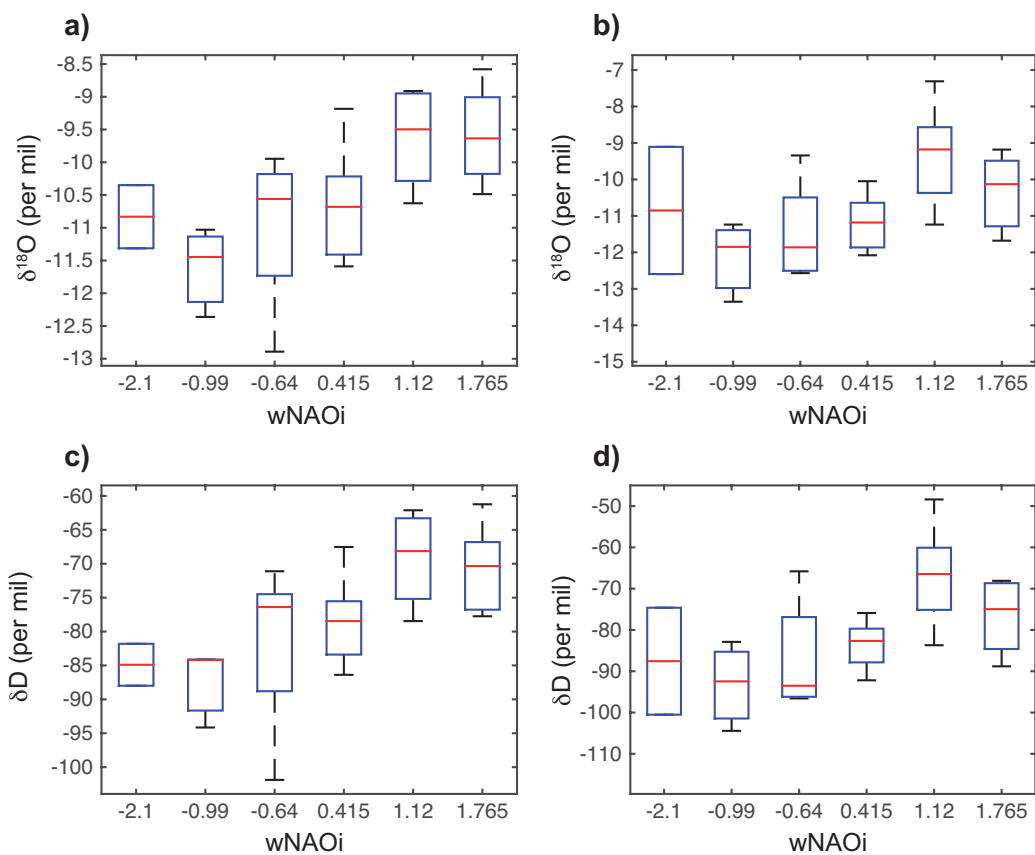 a)
-8.5
-9
-9.5
-10
-10.5
-11
-11.5
-12
-12.5
-13
δ18O (per mil)
-2.1 -0.99 -0.64 0.415 1.12 1.765
wNAOi
b)
-7
-8
-9
-10
-11
-12
-13
-14
-15
δ18O (per mil)
-2.1 -0.99 -0.64 0.415 1.12 1.765
wNAOi
c)
-60
-65
-70
-75
-80
-85
-90
-95
-100
δD (per mil)
-2.1 -0.99 -0.64 0.415 1.12 1.765
wNAOi
d)
-50
-60
-70
-80
-90
-100
-110
δD (per mil)
-2.1 -0.99 -0.64 0.415 1.12 1.765
wNAOi